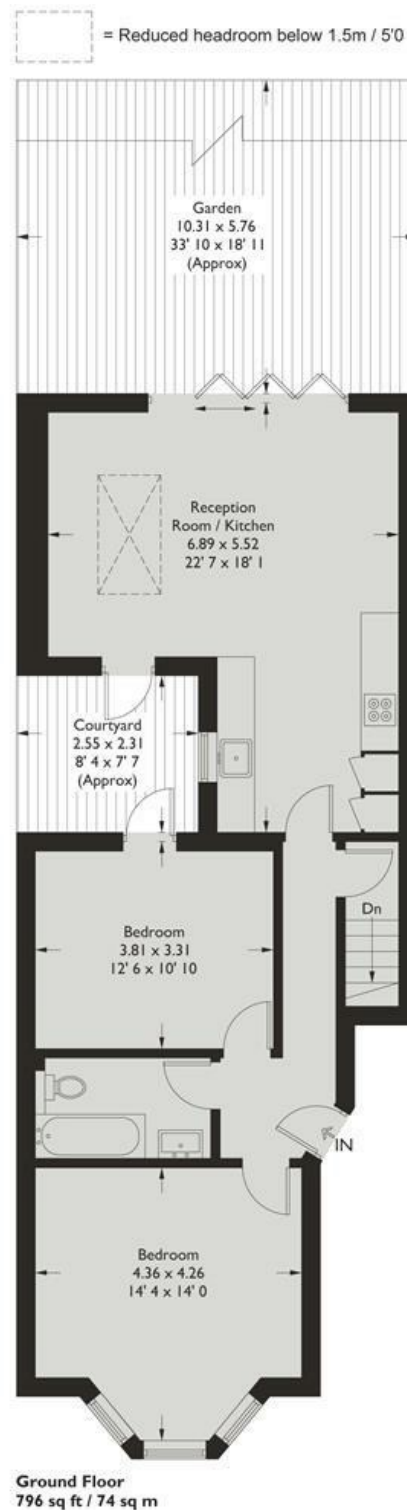 = Reduced headroom below 1.5m / 5'0
Garden
10.31 x 5.76
33' 10 x 18' 11
(Approx)
Reception
Room / Kitchen
6.89 x 5.52
22' 7 x 18' 1
Courtyard
2.55 x 2.31
8' 4 x 7' 7
(Approx)
Dn
Bedroom
3.81 x 3.31
12' 6 x 10' 10
IN
Bedroom
4.36 x 4.26
14' 4 x 14' 0
Ground Floor
796 sq ft / 74 sq m